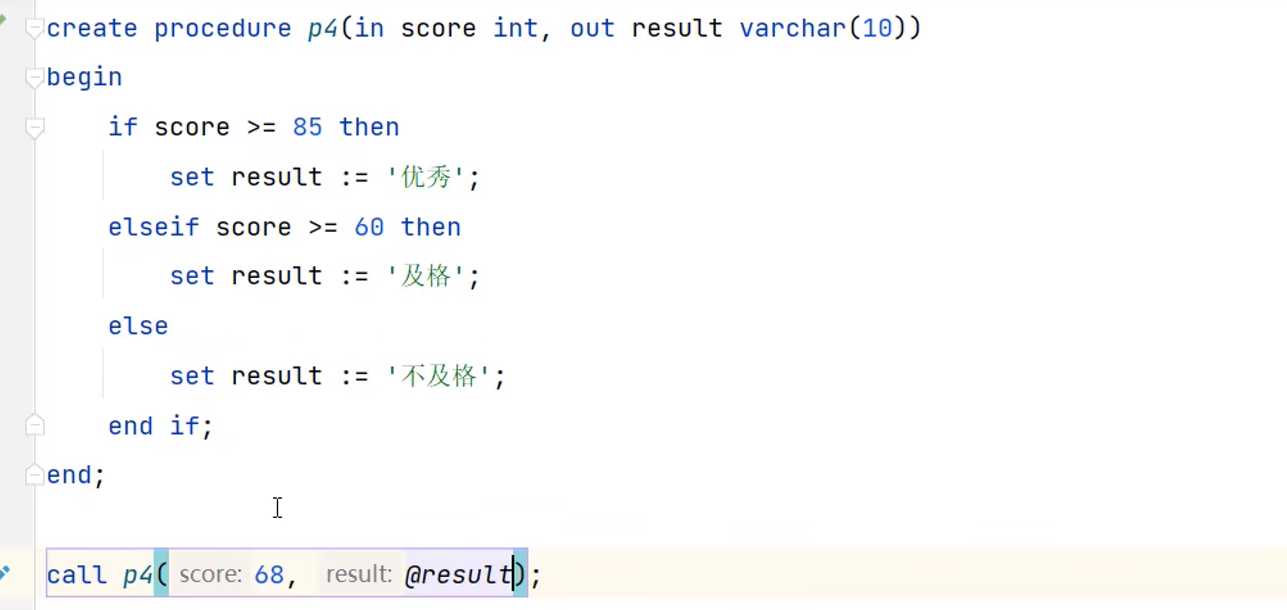 create procedure p4(in score int, out result varchar(10))
begin
    if score >= 85 then
        set result := '优秀';
    elseif score >= 60 then
        set result := '及格';
    else
        set result := '不及格';
    end if;
end;
call p4( score: 68, result: @result);